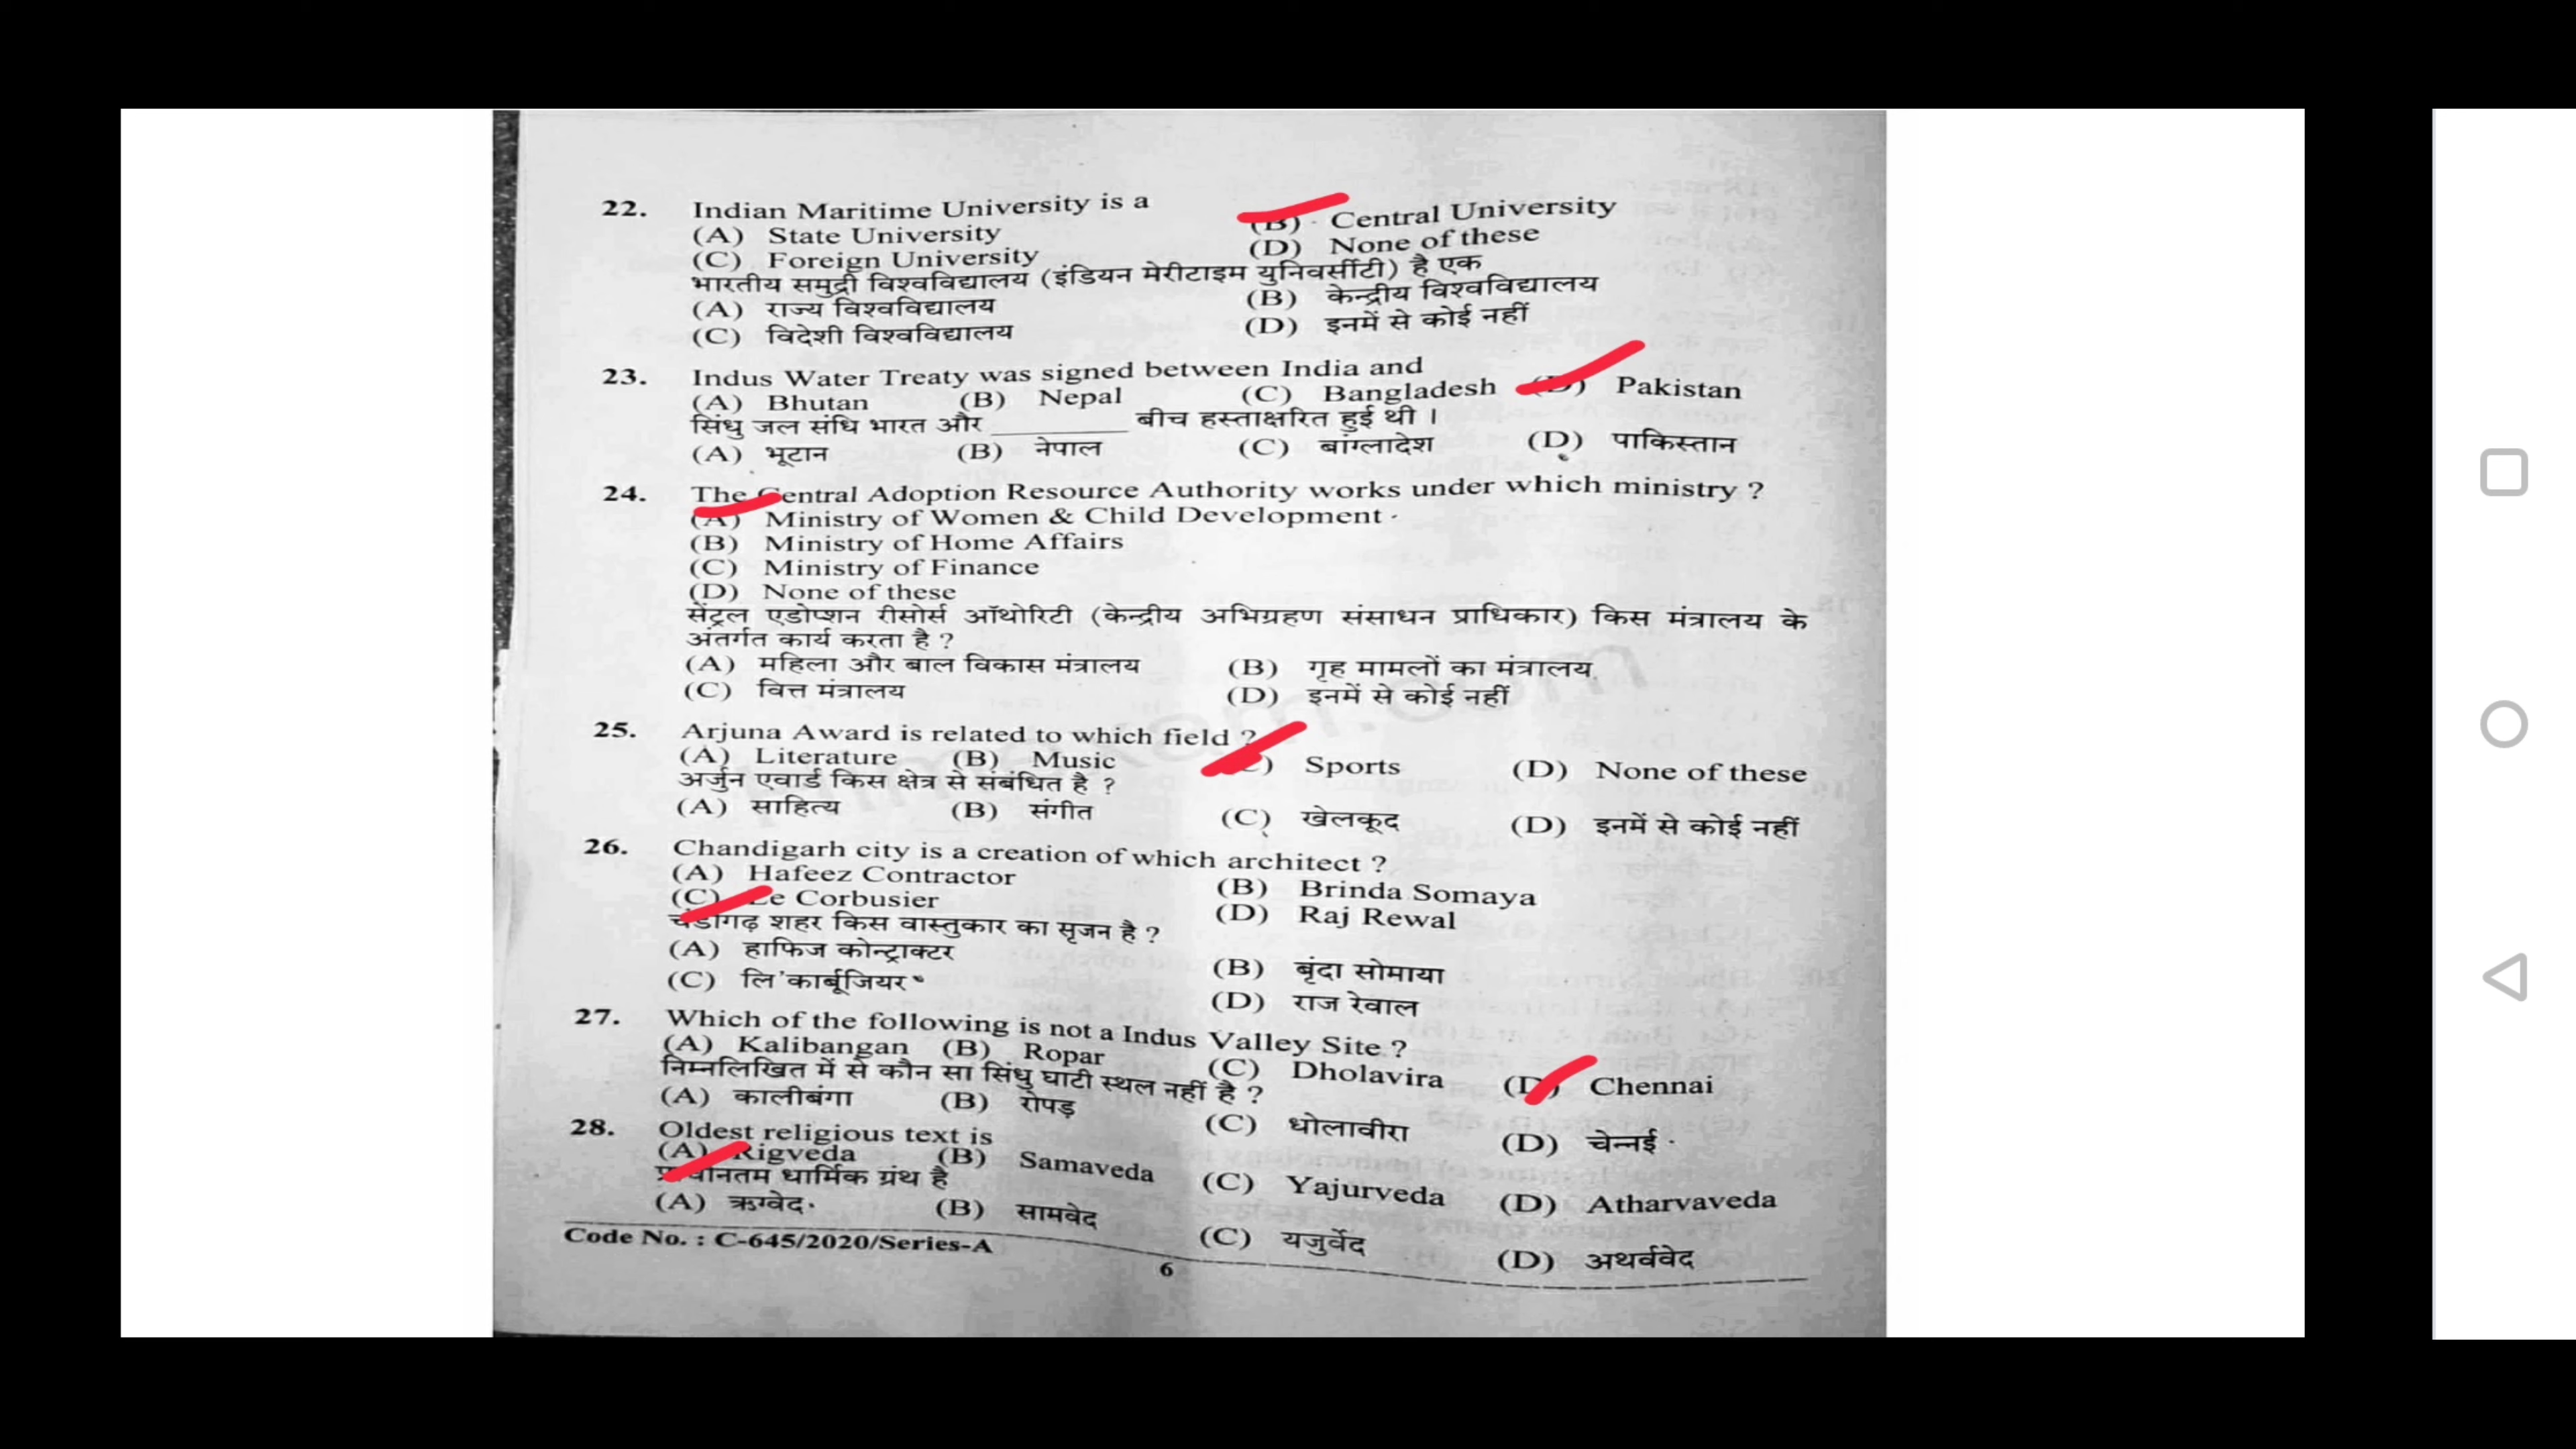 22. Indian Maritime University is a
(A) State University (B) Central University
(C) Foreign University (D) None of these
भारतीय समुद्री विश्वविद्यालय (इंडियन मेरीटाइम युनिवर्सीटी) है एक
(A) राज्य विश्वविद्यालय (B) केन्द्रीय विश्वविद्यालय
(C) विदेशी विश्वविद्यालय (D) इनमें से कोई नहीं
23. Indus Water Treaty was signed between India and
(A) Bhutan (B) Nepal (C) Bangladesh (D) Pakistan
सिंधु जल संधि भारत और ________ बीच हस्ताक्षरित हुई थी ।
(A) भूटान (B) नेपाल (C) बांग्लादेश (D) पाकिस्तान
24. The Central Adoption Resource Authority works under which ministry ?
(A) Ministry of Women & Child Development
(B) Ministry of Home Affairs
(C) Ministry of Finance
(D) None of these
सेंट्रल एडोप्शन रीसोर्स ऑथोरिटी (केन्द्रीय अभिग्रहण संसाधन प्राधिकार) किस मंत्रालय के
अंतर्गत कार्य करता है ?
(A) महिला और बाल विकास मंत्रालय (B) गृह मामलों का मंत्रालय
(C) वित्त मंत्रालय (D) इनमें से कोई नहीं
25. Arjuna Award is related to which field ?
(A) Literature (B) Music (C) Sports (D) None of these
अर्जुन एवार्ड किस क्षेत्र से संबंधित है ?
(A) साहित्य (B) संगीत (C) खेलकूद (D) इनमें से कोई नहीं
26. Chandigarh city is a creation of which architect ?
(A) Hafeez Contractor (B) Brinda Somaya
(C) Le Corbusier (D) Raj Rewal
चंडीगढ़ शहर किस वास्तुकार का सृजन है ?
(A) हाफिज कोन्ट्राक्टर (B) बृंदा सोमाया
(C) लि'कार्बूजियर (D) राज रेवाल
27. Which of the following is not a Indus Valley Site ?
(A) Kalibangan (B) Ropar (C) Dholavira (D) Chennai
निम्नलिखित में से कौन सा सिंधु घाटी स्थल नहीं है ?
(A) कालीबंगा (B) रोपड़ (C) धोलावीरा (D) चेन्नई
28. Oldest religious text is
(A) Rigveda (B) Samaveda (C) Yajurveda (D) Atharvaveda
प्राचीनतम धार्मिक ग्रंथ है
(A) ऋग्वेद (B) सामवेद (C) यजुर्वेद (D) अथर्ववेद
Code No. : C-645/2020/Series-A
6